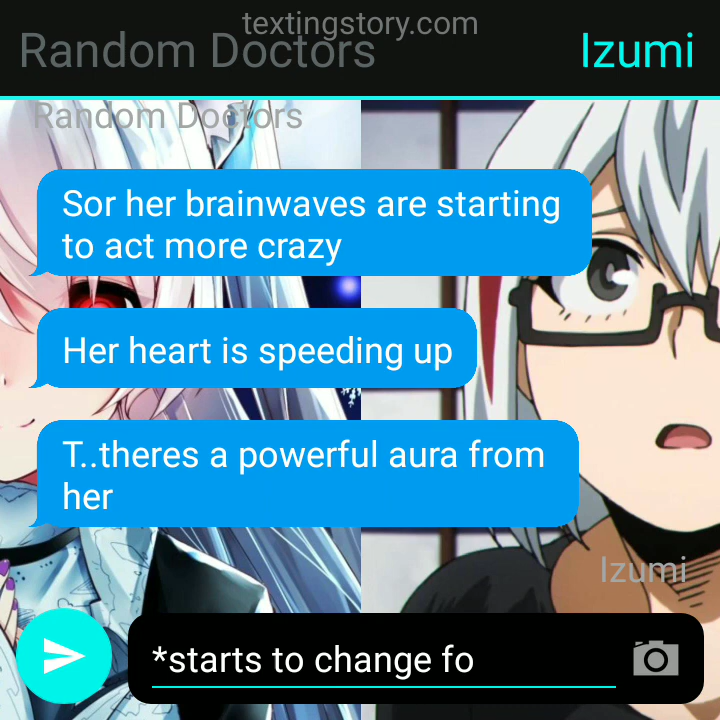 textingstory.com
Random Doctors
Izumi
Random Doctors
Sor her brainwaves are starting
to act more crazy
Her heart is speeding up
T..theres a powerful aura from
her
Izumi
*starts to change fo